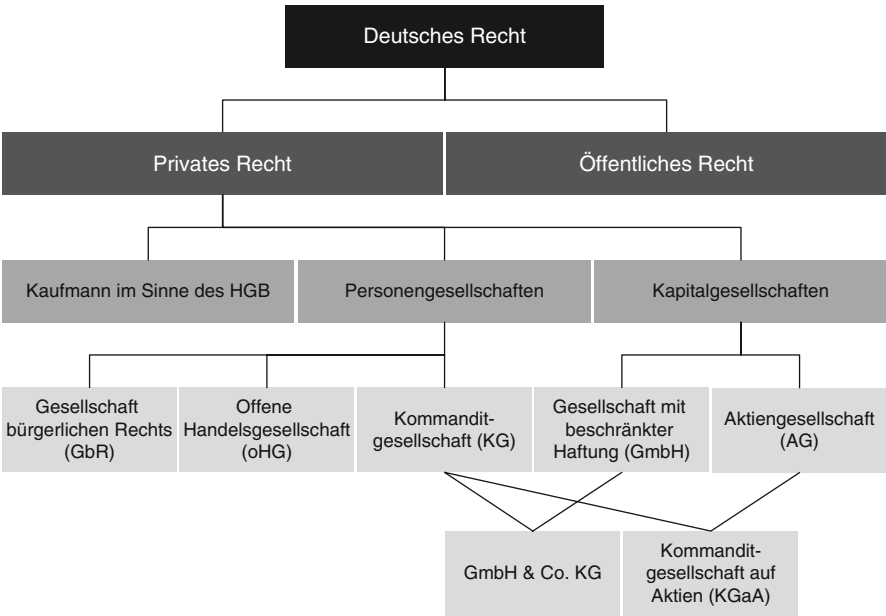 Deutsches Recht
Privates Recht
Öffentliches Recht
Kaufmann im Sinne des HGB
Personengesellschaften
Kapitalgesellschaften
Gesellschaft
bürgerlichen Rechts
(GbR)
Offene
Handelsgesellschaft
(oHG)
Kommandit-
gesellschaft (KG)
Gesellschaft mit
beschränkter
Haftung (GmbH)
Aktiengesellschaft
(AG)
GmbH & Co. KG
Kommandit-
gesellschaft auf
Aktien (KGaA)